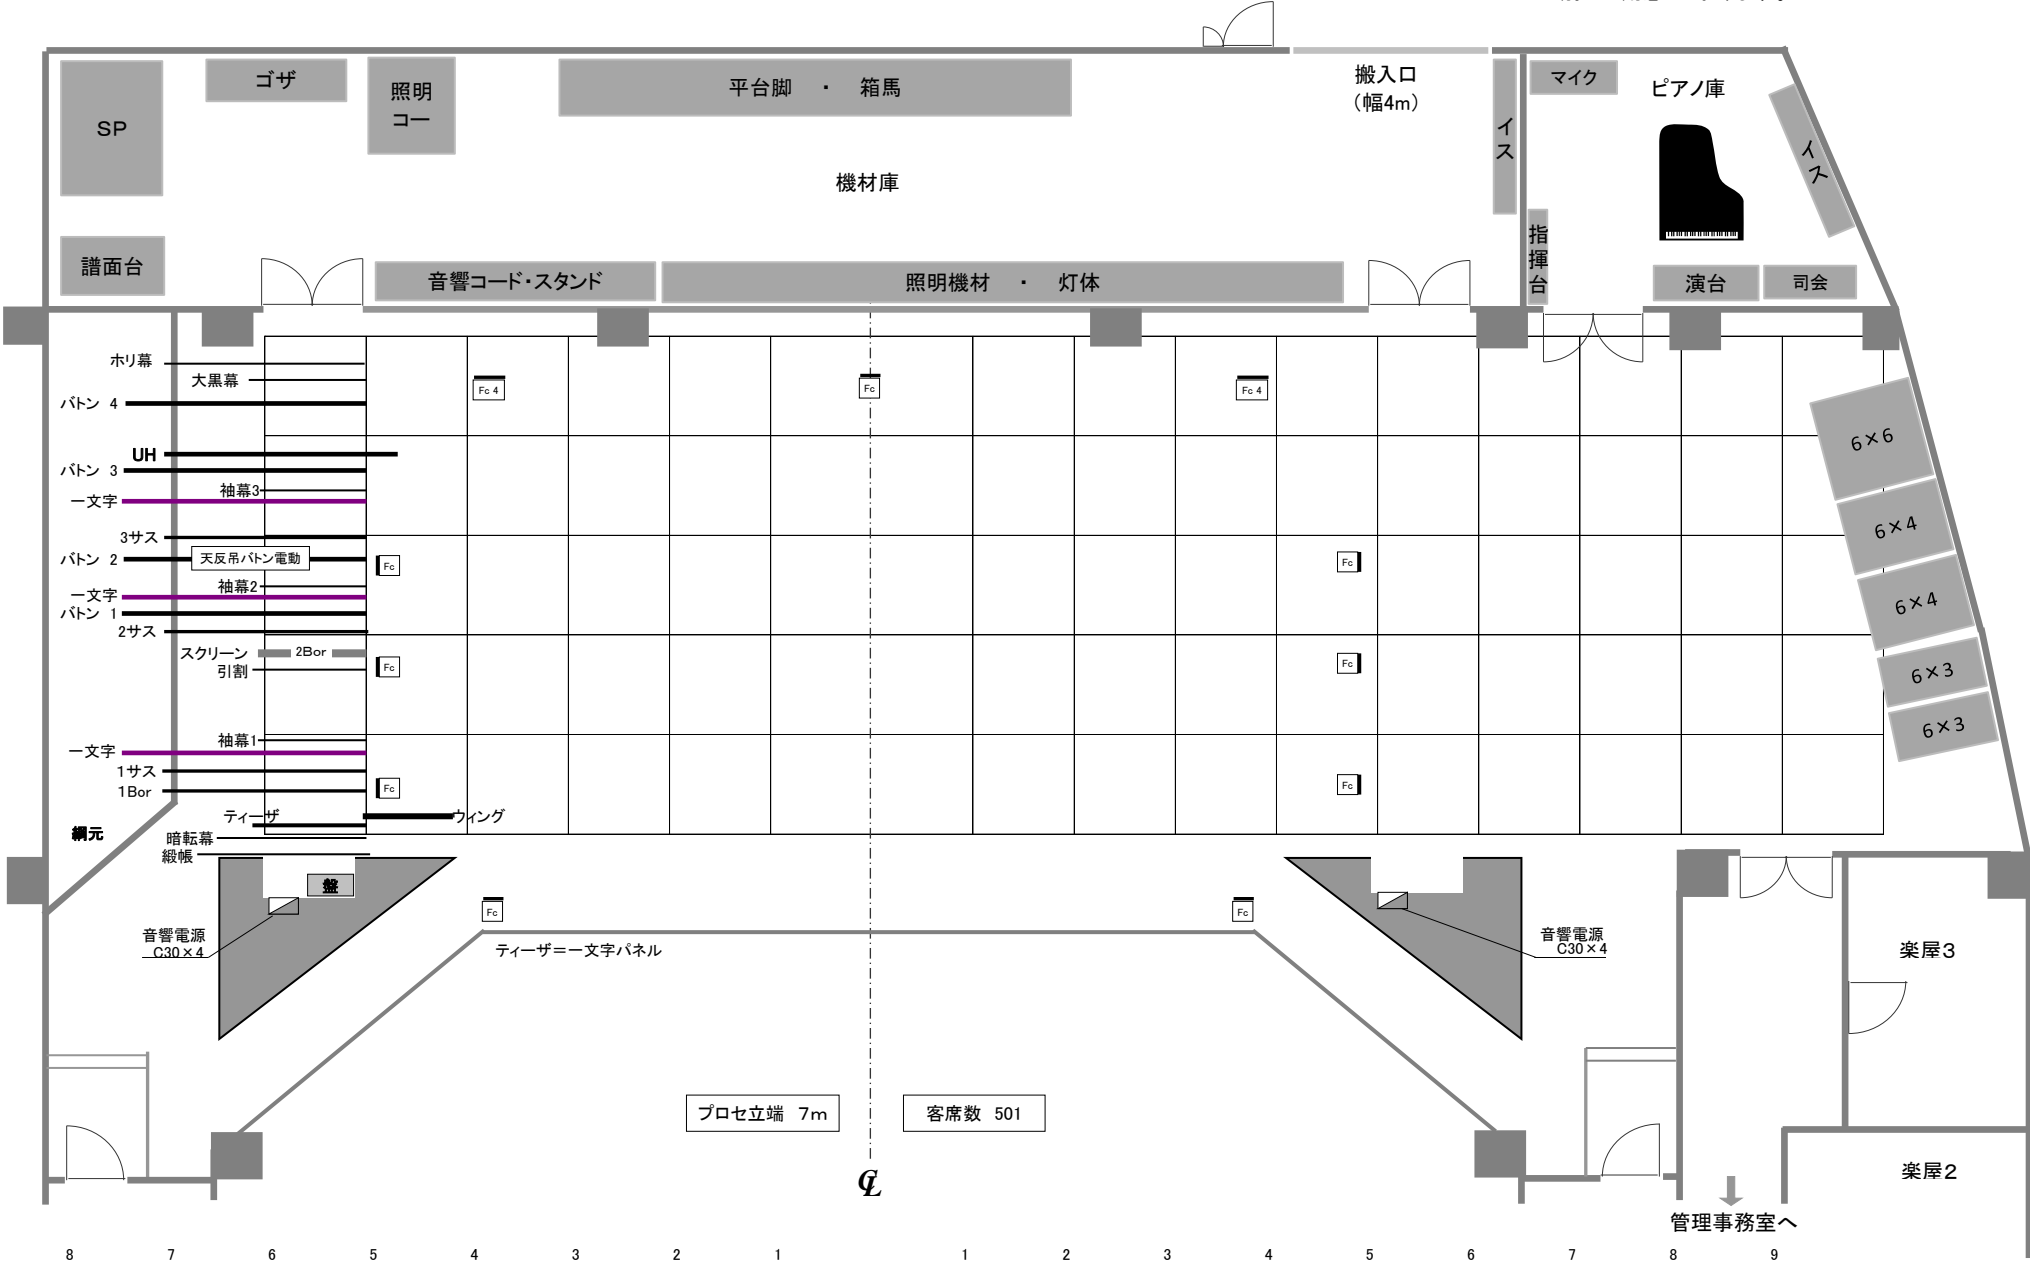 搬入口
(幅4m)
ゴザ
照明
コー
平台脚 ・ 箱馬
マイク
ピアノ庫
SP
イス
イス
機材庫
譜面台
音響コード・スタンド
照明機材 ・ 灯体
指揮台
演台
司会
ホリ幕
大黒幕
バトン 4
Fc 4
Fc
Fc 4
UH
バトン 3
袖幕3
一文字
3サス
バトン 2
天反吊バトン電動
Fc
Fc
袖幕2
一文字
バトン 1
2サス
スクリーン
2Bor
引割
Fc
Fc
袖幕1
一文字
1サス
1Bor
Fc
Fc
ティーザ
ウィング
綱元
暗転幕
緞帳
6×6
6×4
6×4
6×3
6×3
盤
Fc
Fc
音響電源
C30×4
ティーザ=一文字パネル
音響電源
C30×4
楽屋3
プロセ立端 7m
客席数 501
CL
楽屋2
管理事務室へ
8 7 6 5 4 3 2 1 1 2 3 4 5 6 7 8 9